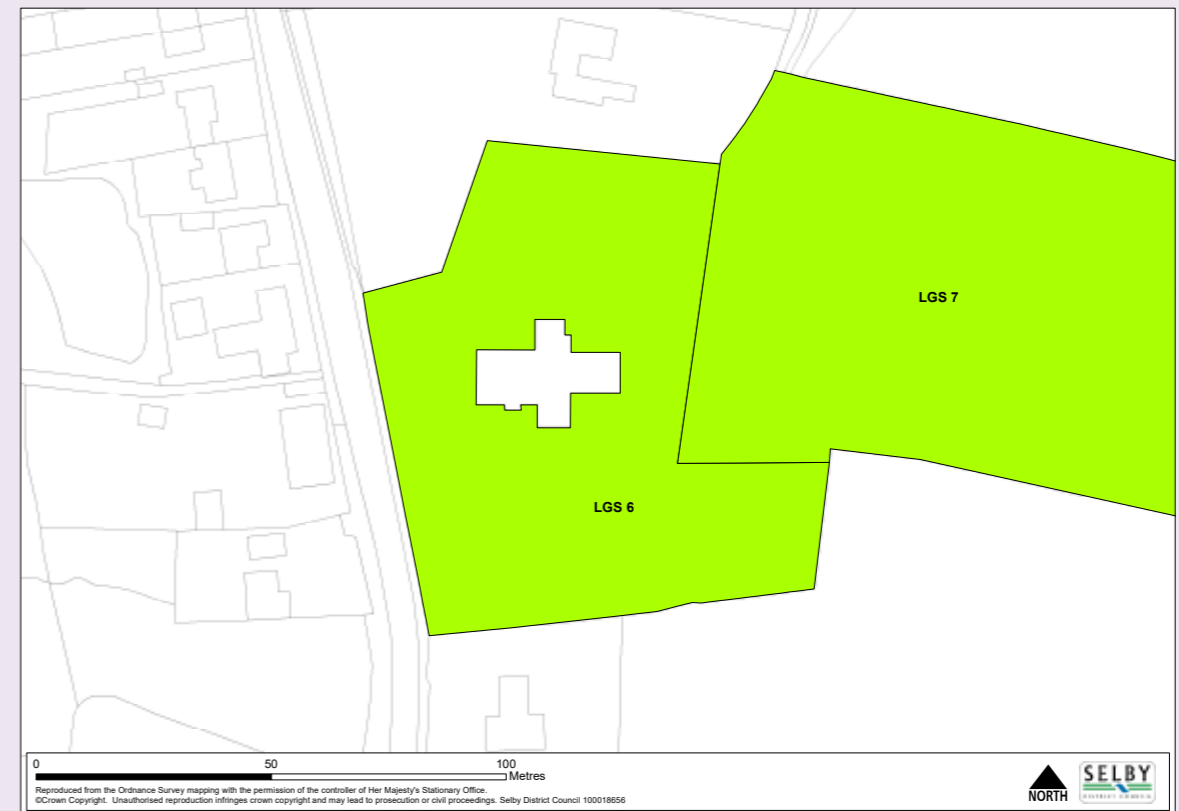 LGS 7
LGS 6
0 50 100
Metres
Reproduced from the Ordnance Survey mapping with the permission of the controller of Her Majesty's Stationary Office.
©Crown Copyright. Unauthorised reproduction infringes crown copyright and may lead to prosecution or civil proceedings. Selby District Council 100018656
NORTH
SELBY
DISTRICT COUNCIL